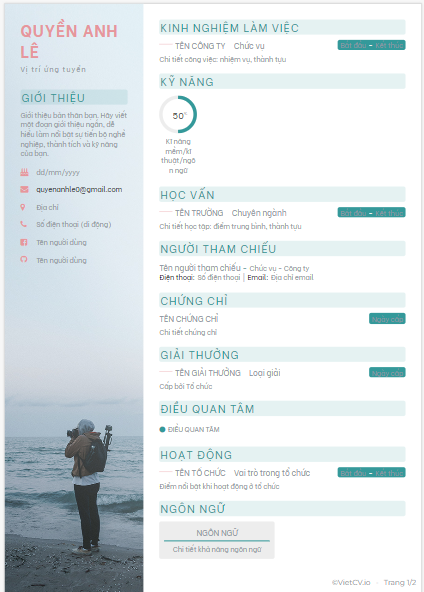 QUYỀN ANH
LÊ
Vị trí ứng tuyển
GIỚI THIỆU
Giới thiệu bản thân bạn. Hãy viết
một đoạn giới thiệu ngắn, dễ
hiểu làm nổi bật sự tiến bộ nghề
nghiệp, thành tích và kỹ năng
của bạn.
dd/mm/yyyy
quyenanhle0@gmail.com
Địa chỉ
Số điện thoại (di động)
Tên người dùng
Tên người dùng
KINH NGHIỆM LÀM VIỆC
TÊN CÔNG TY Chức vụ Bắt đầu - Kết thúc
Chi tiết công việc: nhiệm vụ, thành tựu
KỸ NĂNG
50
Kĩ năng
mềm/kĩ
thuật/ngô
n ngữ
HỌC VẤN
TÊN TRƯỜNG Chuyên ngành Bắt đầu - Kết thúc
Chi tiết học tập: điểm trung bình, thành tựu
NGƯỜI THAM CHIẾU
Tên người tham chiếu - Chức vụ - Công ty
Điện thoại: Số điện thoại | Email: Địa chỉ email
CHỨNG CHỈ
TÊN CHỨNG CHỈ Ngày cấp
Chi tiết chứng chỉ
GIẢI THƯỞNG
TÊN GIẢI THƯỞNG Loại giải Ngày cấp
Cấp bởi Tổ chức
ĐIỀU QUAN TÂM
ĐIỀU QUAN TÂM
HOẠT ĐỘNG
TÊN TỔ CHỨC Vai trò trong tổ chức Bắt đầu - Kết thúc
Điểm nổi bật khi hoạt động ở tổ chức
NGÔN NGỮ
NGÔN NGỮ
Chi tiết khả năng ngôn ngữ
©VietCV.io · Trang 1/2